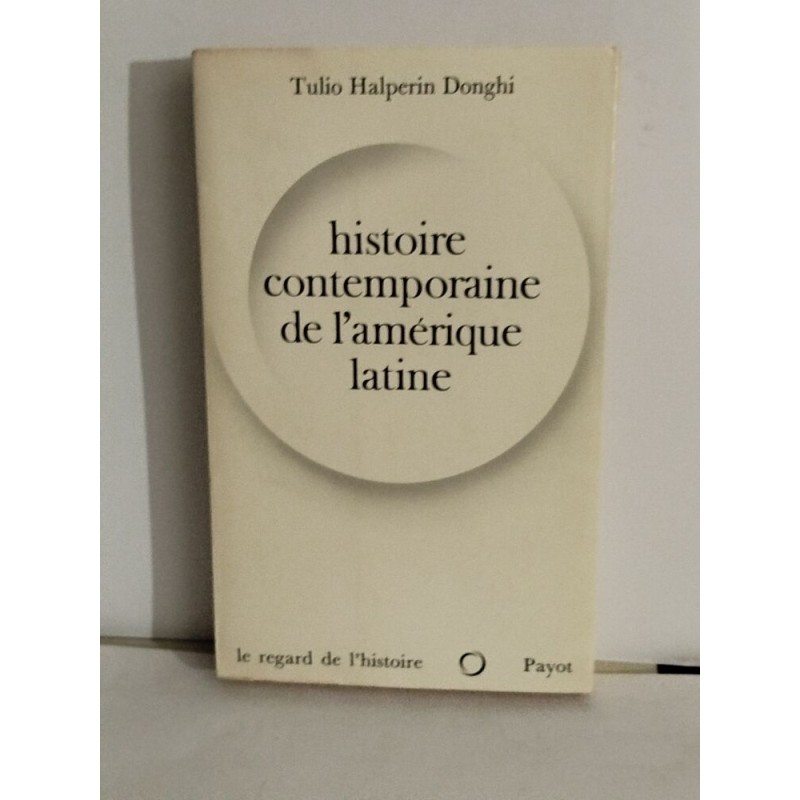 Tulio Halperin Donghi
histoire
contemporaine
de l'amérique
latine
le regard de l'histoire Payot